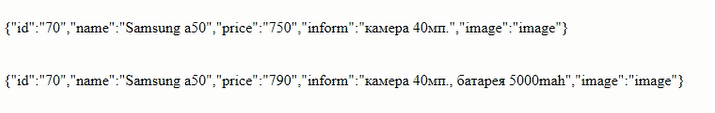 {"id":"70","name":"Samsung a50","price":"750","inform":"камера 40мп.","image":"image"}
{"id":"70","name":"Samsung a50","price":"790","inform":"камера 40мп., батарея 5000mah","image":"image"}